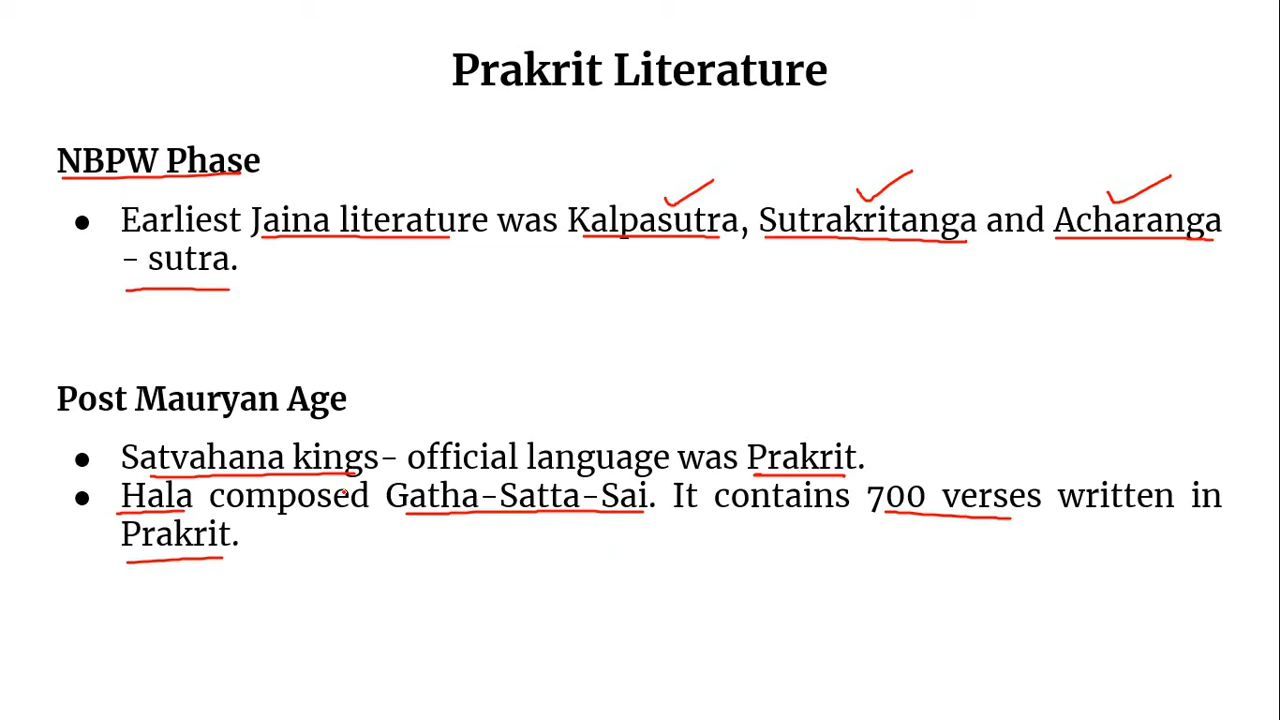 Prakrit Literature
NBPW Phase
● Earliest Jaina literature was Kalpasutra, Sutrakritanga and Acharanga
- sutra.
Post Mauryan Age
● Satvahana kings- official language was Prakrit.
● Hala composed Gatha-Satta-Sai. It contains 700 verses written in
Prakrit.